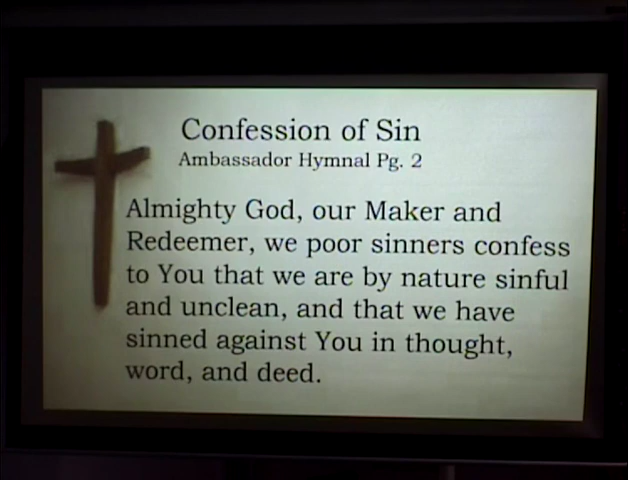 Confession of Sin
Ambassador Hymnal Pg. 2
Almighty God, our Maker and
Redeemer, we poor sinners confess
to You that we are by nature sinful
and unclean, and that we have
sinned against You in thought,
word, and deed.